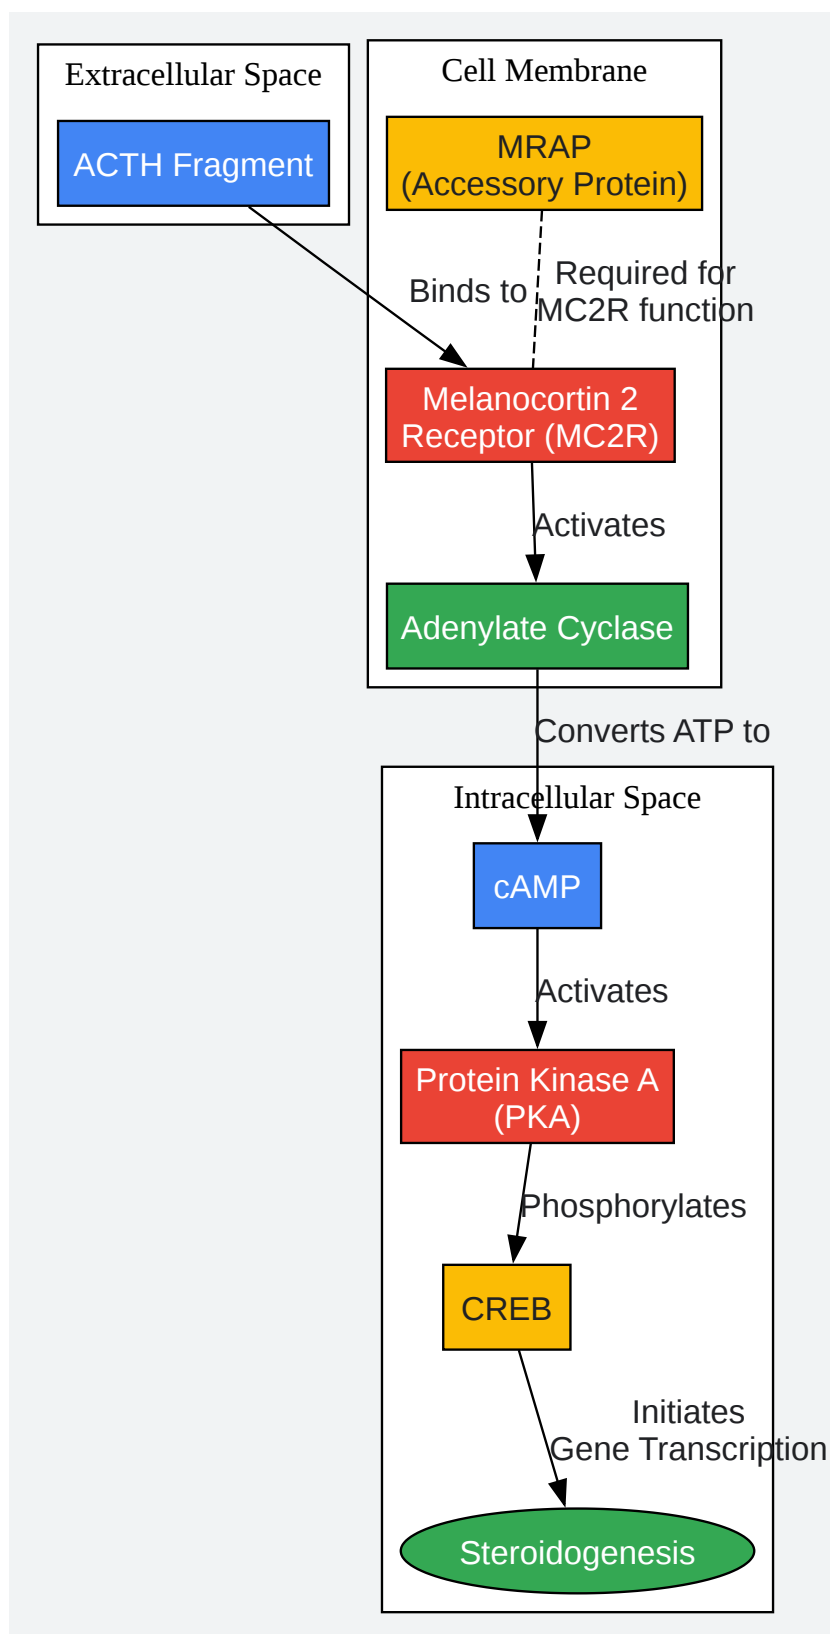 Extracellular Space
ACTH Fragment
Cell Membrane
MRAP
(Accessory Protein)
Binds to
Required for
MC2R function
Melanocortin 2
Receptor (MC2R)
Activates
Adenylate Cyclase
Converts ATP to
Intracellular Space
cAMP
Activates
Protein Kinase A
(PKA)
Phosphorylates
CREB
Initiates
Gene Transcription
Steroidogenesis